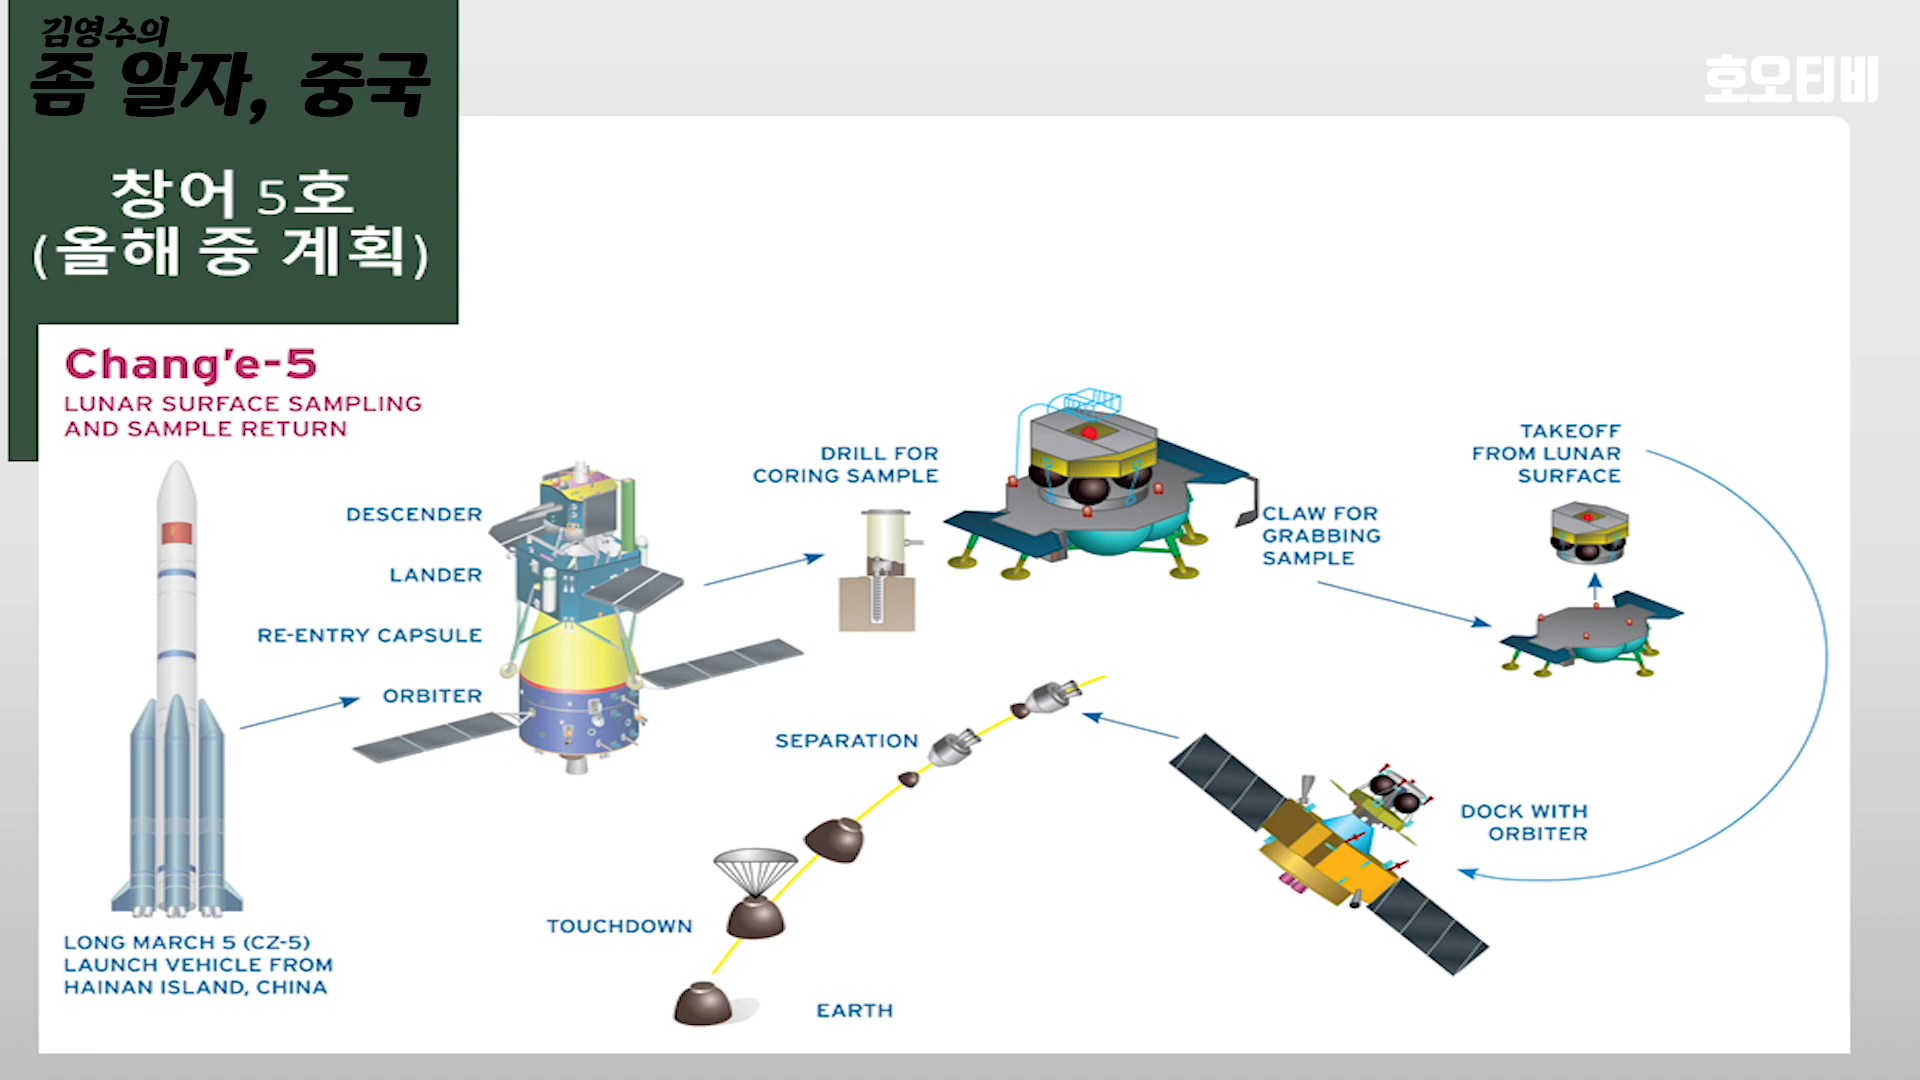 김영수의
좀 알자, 중국
호오티비
창어 5호
(올해 중 계획)
Chang'e-5
LUNAR SURFACE SAMPLING
AND SAMPLE RETURN
DESCENDER
LANDER
RE-ENTRY CAPSULE
ORBITER
DRILL FOR
CORING SAMPLE
CLAW FOR
GRABBING
SAMPLE
TAKEOFF
FROM LUNAR
SURFACE
DOCK WITH
ORBITER
SEPARATION
TOUCHDOWN
EARTH
LONG MARCH 5 (CZ-5)
LAUNCH VEHICLE FROM
HAINAN ISLAND, CHINA